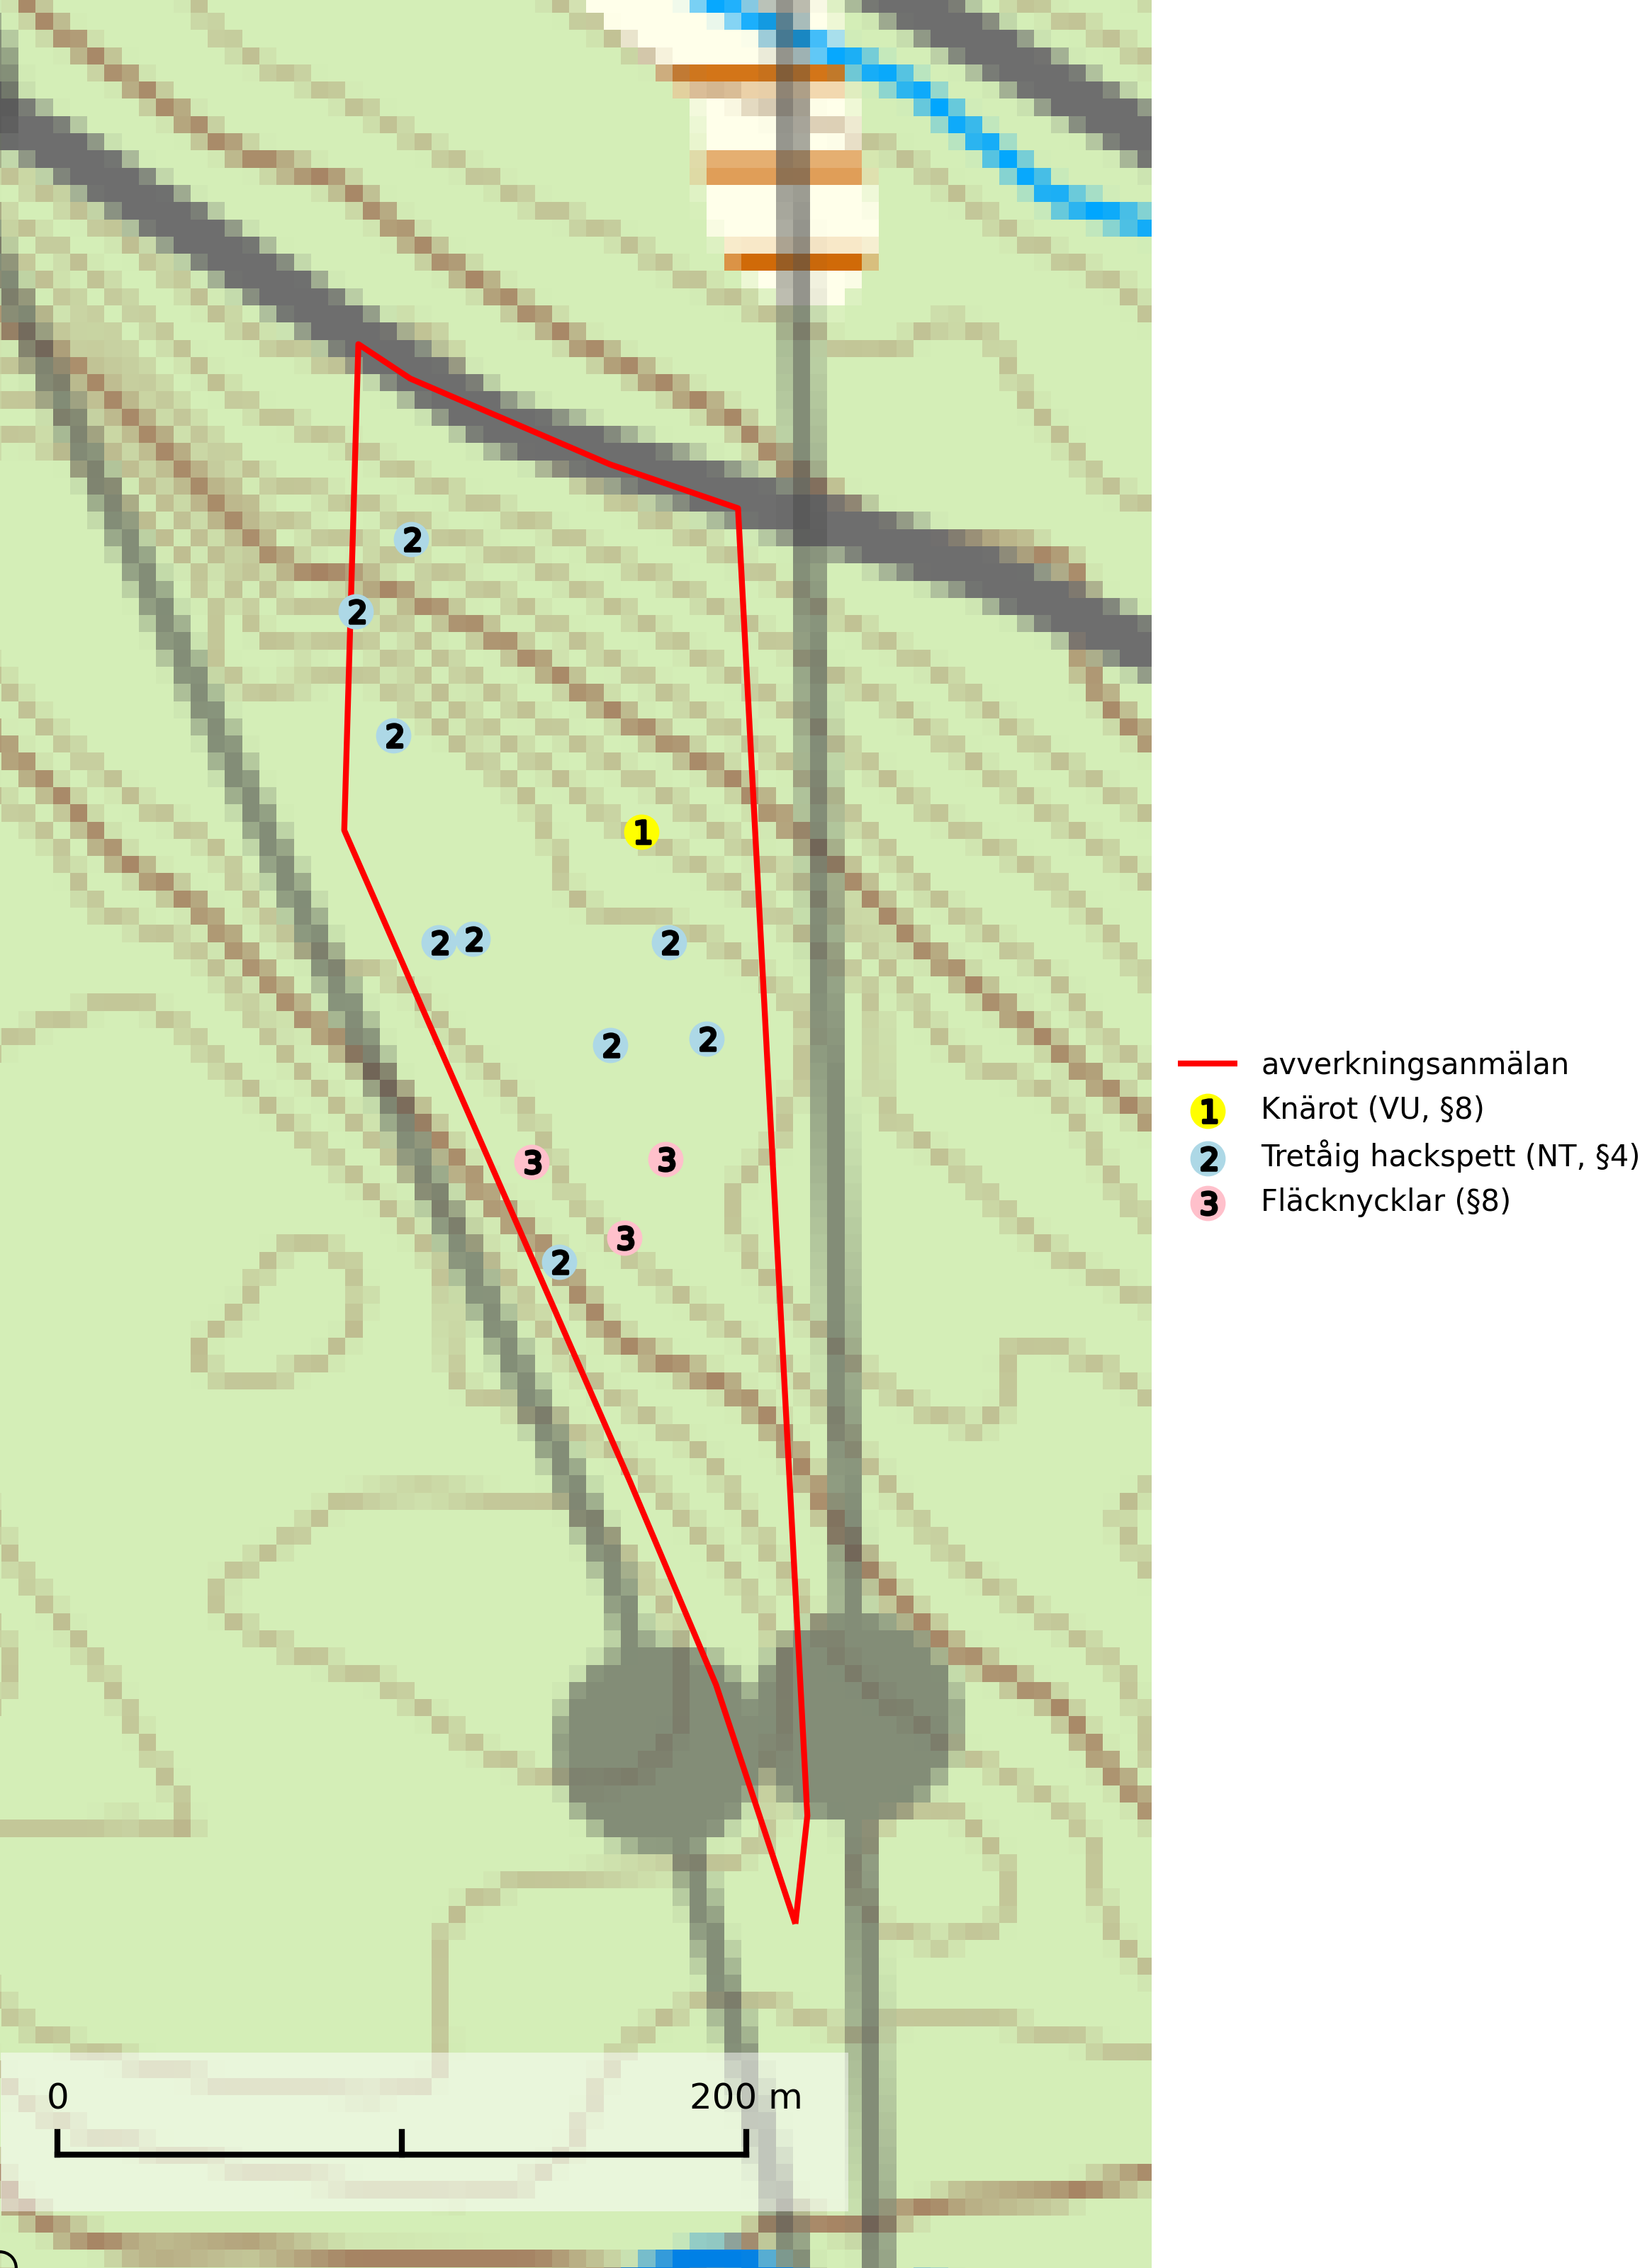 2
2
2
1
2 2 2
2 2
3 3
3
2
avverkningsanmälan
1 Knärot (VU, §8)
2 Tretåig hackspett (NT, §4)
3 Fläcknycklar (§8)
0 200 m